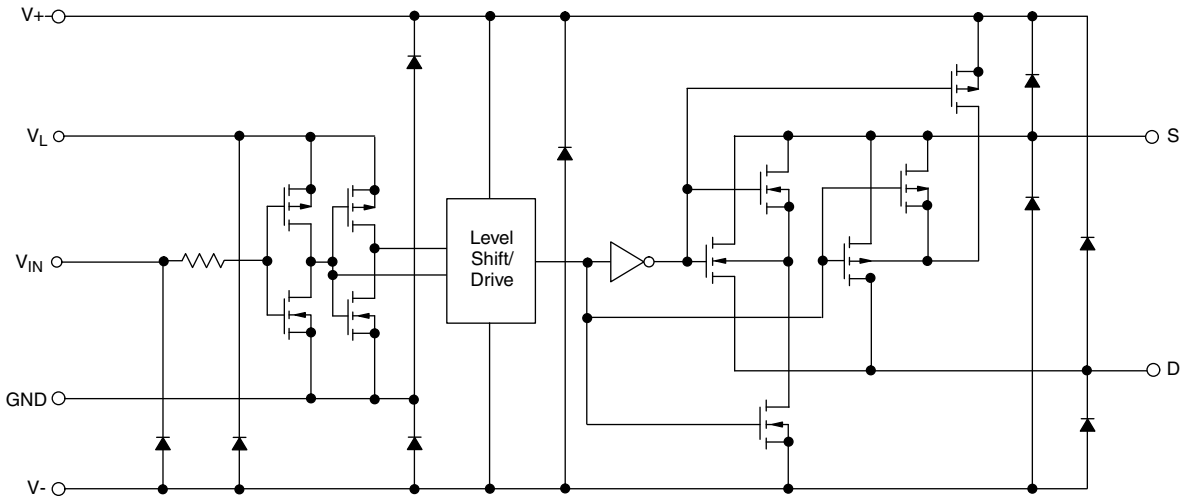 V+
VL
VIN
GND
V-
Level
Shift/
Drive
S
D